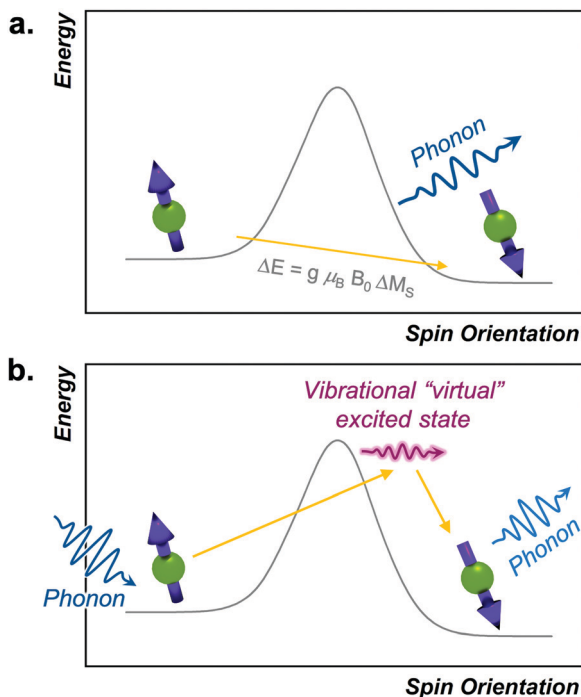 a.
Energy
Phonon
ΔE = g μB B0 ΔMS
Spin Orientation
b.
Energy
Vibrational “virtual”
excited state
Phonon
Phonon
Spin Orientation